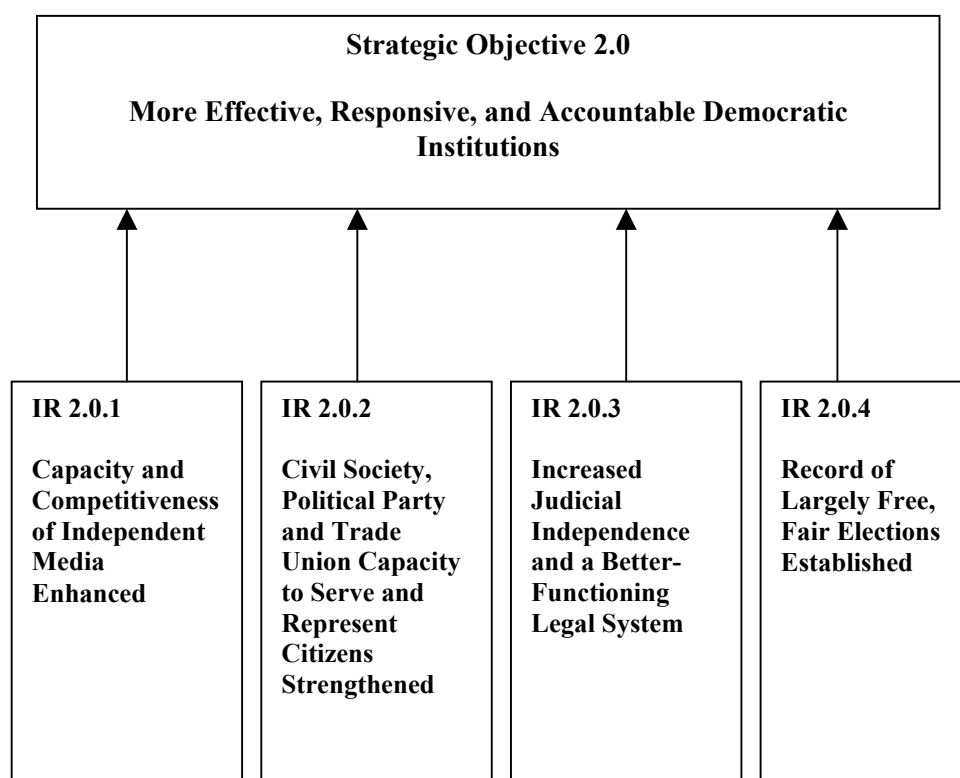 Strategic Objective 2.0
More Effective, Responsive, and Accountable Democratic
Institutions
IR 2.0.1
Capacity and
Competitiveness
of Independent
Media
Enhanced
IR 2.0.2
Civil Society,
Political Party
and Trade
Union Capacity
to Serve and
Represent
Citizens
Strengthened
IR 2.0.3
Increased
Judicial
Independence
and a Better-
Functioning
Legal System
IR 2.0.4
Record of
Largely Free,
Fair Elections
Established